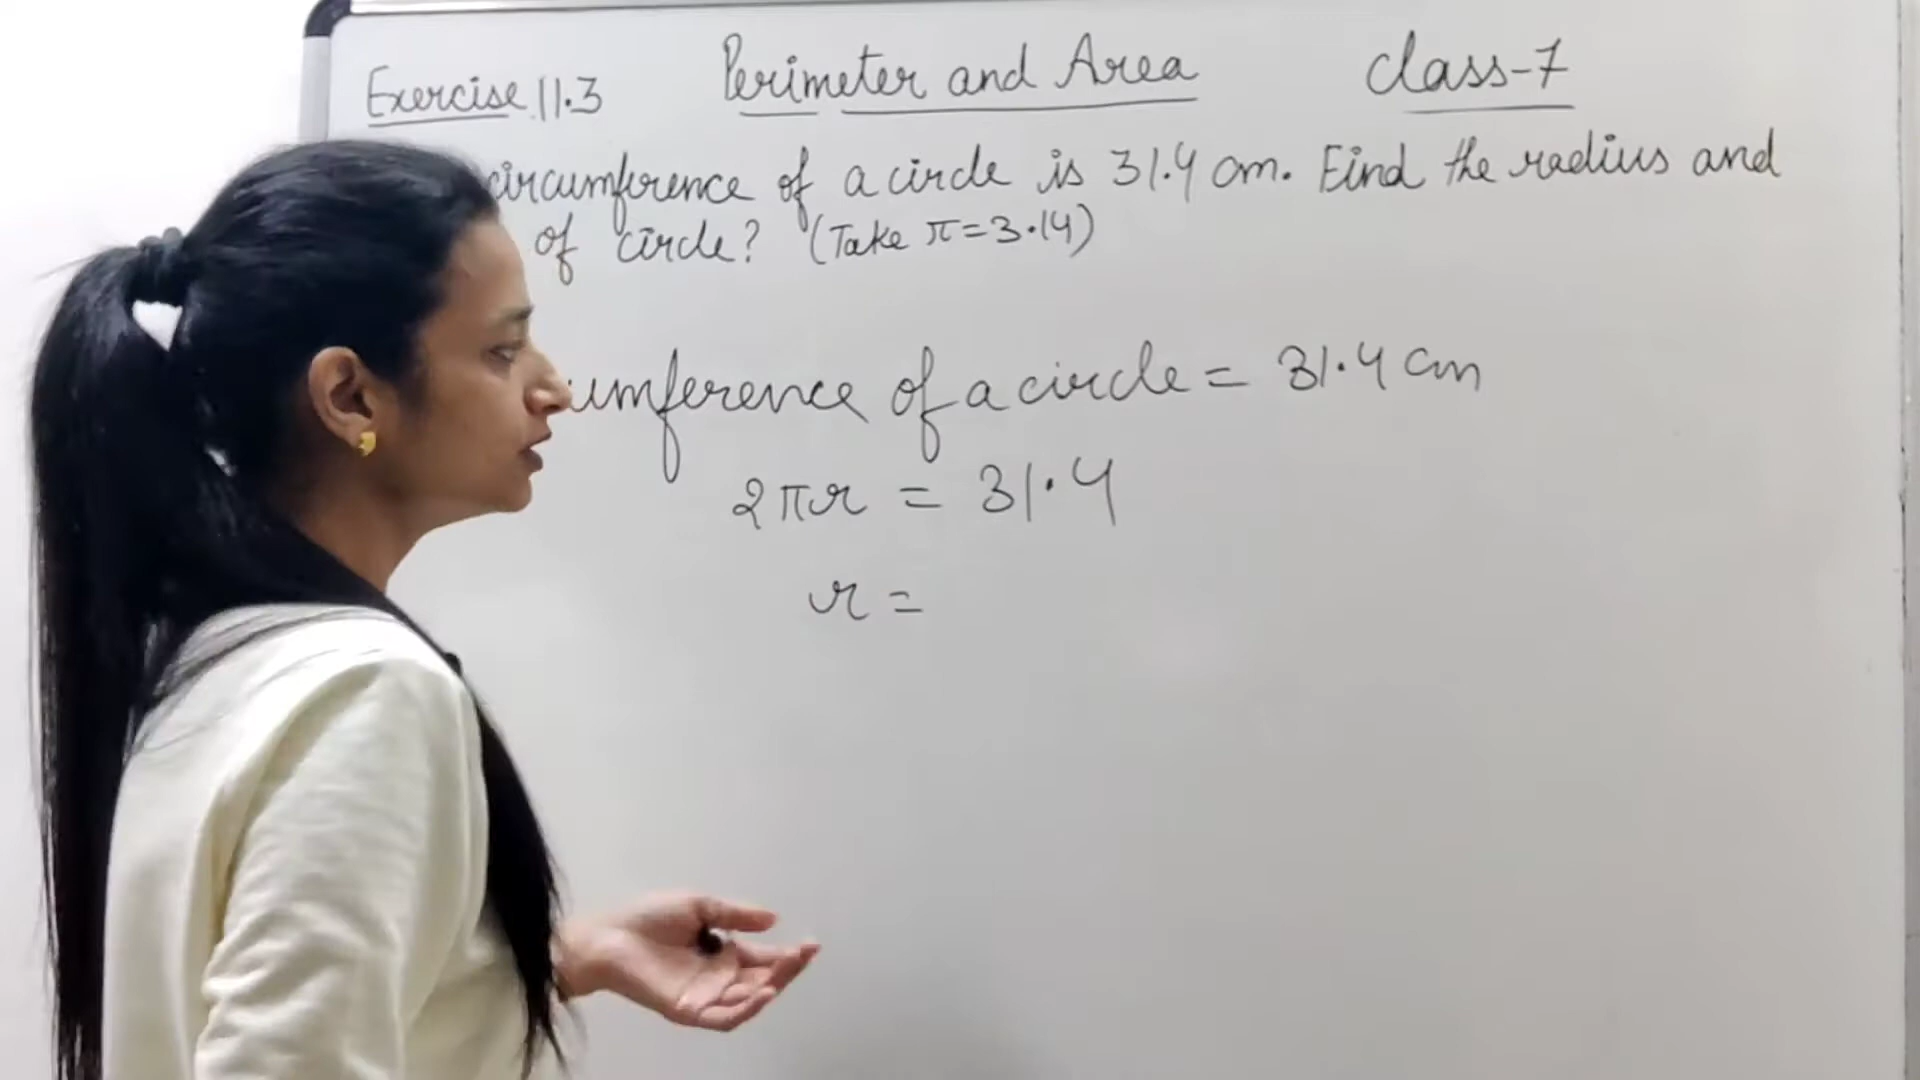 Exercise 11.3 Perimeter and Area Class-7
circumference of a circle is 31.4 cm. Find the radius and
of circle? (Take π=3.14)
umference of a circle = 31.4 cm
2πr = 31.4
r =